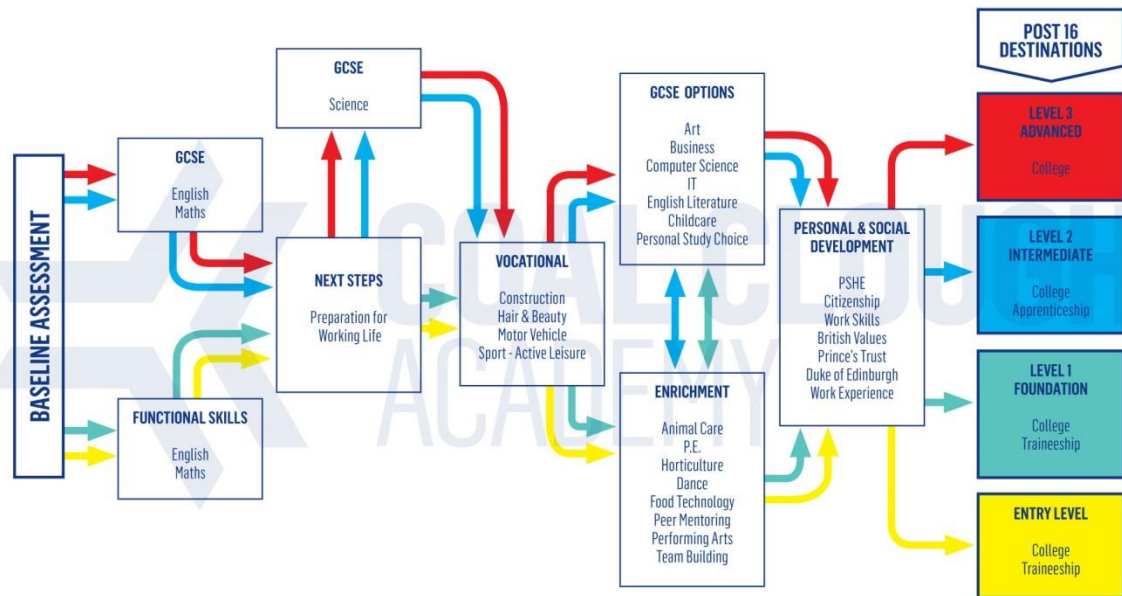 BASELINE ASSESSMENT
GCSE
English
Maths
FUNCTIONAL SKILLS
English
Maths
GCSE
Science
NEXT STEPS
Preparation for
Working Life
VOCATIONAL
Construction
Hair & Beauty
Motor Vehicle
Sport - Active Leisure
GCSE OPTIONS
Art
Business
Computer Science
IT
English Literature
Childcare
Personal Study Choice
ENRICHMENT
Animal Care
P.E.
Horticulture
Dance
Food Technology
Peer Mentoring
Performing Arts
Team Building
PERSONAL & SOCIAL
DEVELOPMENT
PSHE
Citizenship
Work Skills
British Values
Prince's Trust
Duke of Edinburgh
Work Experience
POST 16
DESTINATIONS
LEVEL 3
ADVANCED
College
LEVEL 2
INTERMEDIATE
College
Apprenticeship
LEVEL 1
FOUNDATION
College
Traineeship
ENTRY LEVEL
College
Traineeship
COAL CLOUGH
ACADEMY